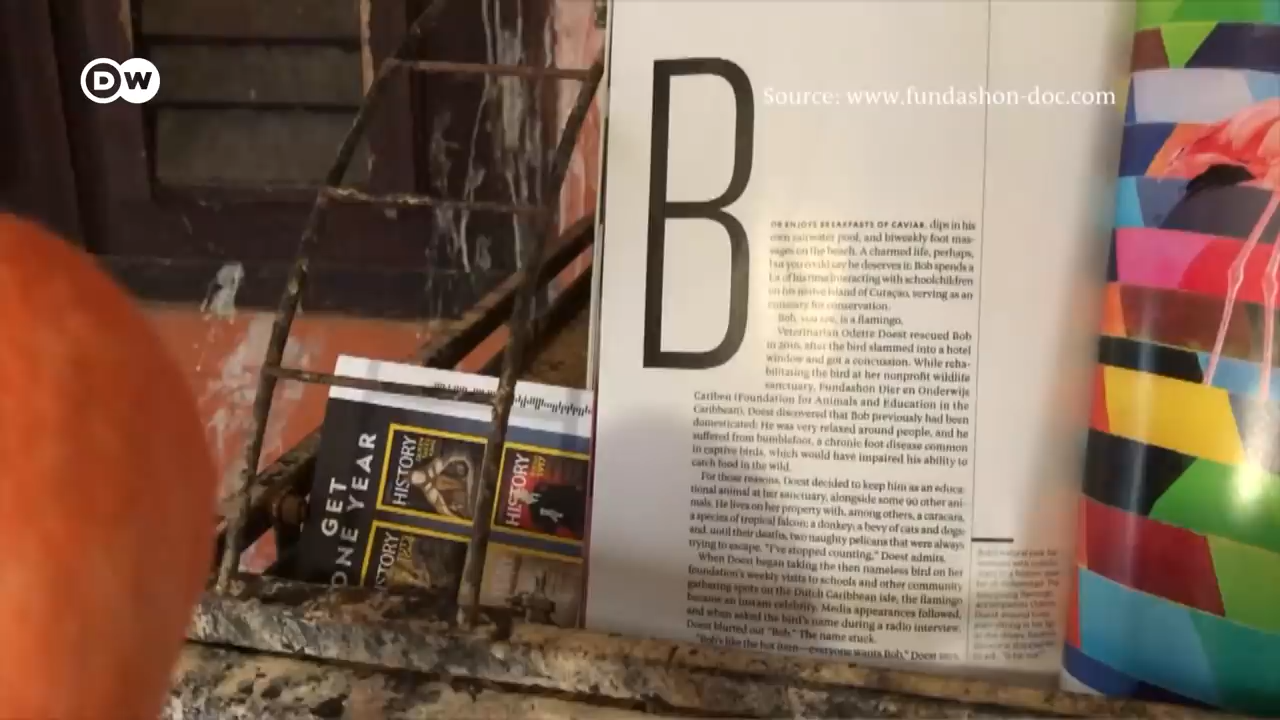 DW
Source: www.fundashon-doc.com
B
OB ENJOYS BREAKFASTS OF CAVIAR, dips in his
own saltwater pool, and biweekly foot mas-
sages on the beach. A charmed life, perhaps,
but you could say he deserves it: Bob spends a
lot of his time interacting with schoolchildren
on his native island of Curaçao, serving as an
emissary for conservation.
Bob, you see, is a flamingo.
Veterinarian Odette Doest rescued Bob
in 2016, after the bird slammed into a hotel
window and got a concussion. While reha-
bilitating the bird at her nonprofit wildlife
sanctuary, Fundashon Dier en Onderwijs
Cariben (Foundation for Animals and Education in the
Caribbean), Doest discovered that Bob previously had been
domesticated: He was very relaxed around people, and he
suffered from bumblefoot, a chronic foot disease common
in captive birds, which would have impaired his ability to
catch food in the wild.
For those reasons, Doest decided to keep him as an educa-
tional animal at her sanctuary, alongside some 90 other ani-
mals. He lives on her property with, among others, a caracara,
a species of tropical falcon; a donkey; a bevy of cats and dogs;
and, until their deaths, two naughty pelicans that were always
trying to escape. "I've stopped counting," Doest admits.
When Doest began taking the then nameless bird on her
foundation's weekly visits to schools and other community
gathering spots on the Dutch Caribbean isle, the flamingo
became an instant celebrity. Media appearances followed,
and when asked the bird's name during a radio interview,
Doest blurted out "Bob." The name stuck.
"Bob's like the hot item—everyone wants Bob," Doest says.
GET
ONE YEAR
HISTORY
HISTORY
HISTORY